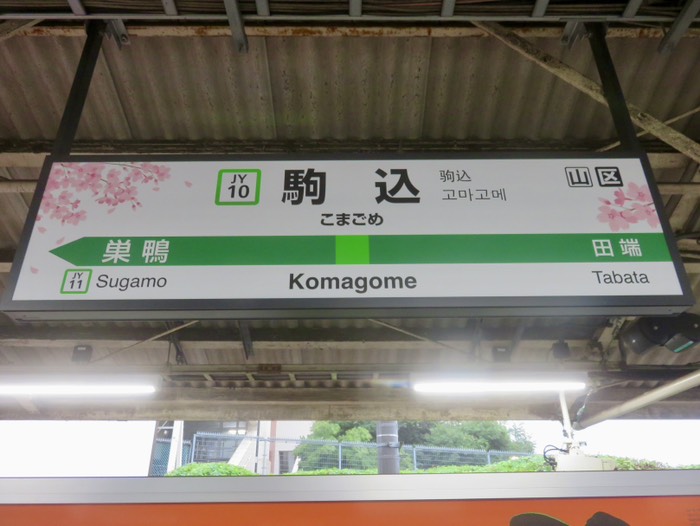 JY
10
駒込
驹込
고마고메
山区
こまごめ
巣鴨
田端
JY
11
Sugamo
Komagome
Tabata